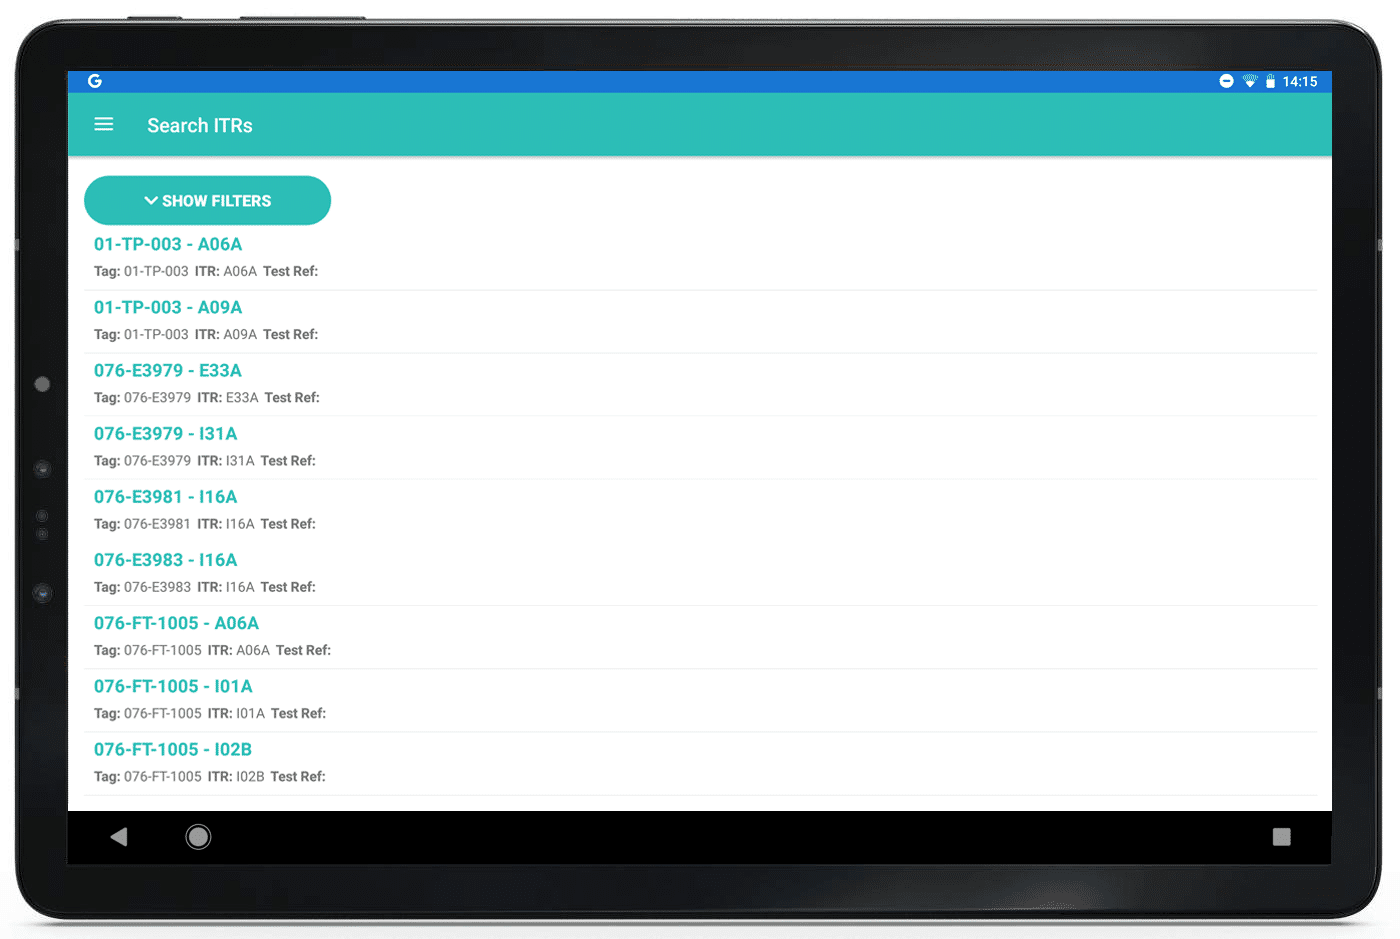 G 14:15
Search ITRs
SHOW FILTERS
01-TP-003 - A06A
Tag: 01-TP-003 ITR: A06A Test Ref:
01-TP-003 - A09A
Tag: 01-TP-003 ITR: A09A Test Ref:
076-E3979 - E33A
Tag: 076-E3979 ITR: E33A Test Ref:
076-E3979 - I31A
Tag: 076-E3979 ITR: I31A Test Ref:
076-E3981 - I16A
Tag: 076-E3981 ITR: I16A Test Ref:
076-E3983 - I16A
Tag: 076-E3983 ITR: I16A Test Ref:
076-FT-1005 - A06A
Tag: 076-FT-1005 ITR: A06A Test Ref:
076-FT-1005 - I01A
Tag: 076-FT-1005 ITR: I01A Test Ref:
076-FT-1005 - I02B
Tag: 076-FT-1005 ITR: I02B Test Ref: